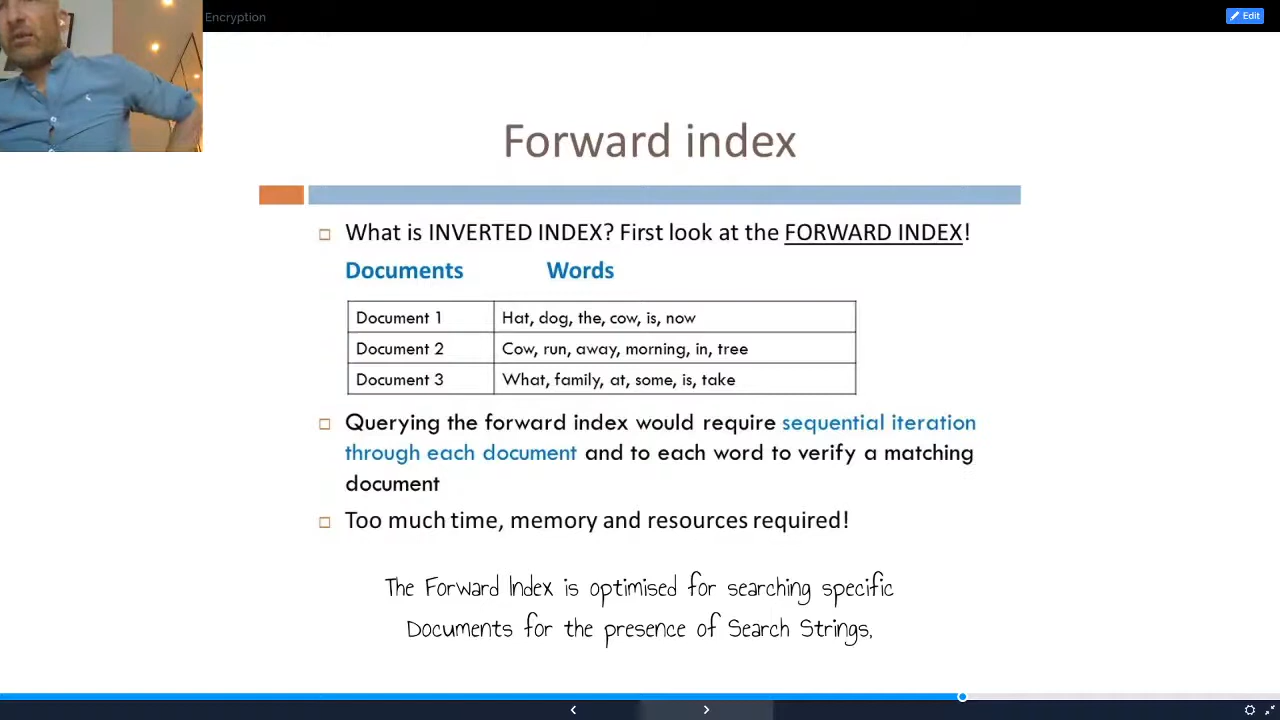 Encryption
Edit
Forward index
What is INVERTED INDEX? First look at the FORWARD INDEX!
Documents Words
Document 1 Hat, dog, the, cow, is, now
Document 2 Cow, run, away, morning, in, tree
Document 3 What, family, at, some, is, take
Querying the forward index would require sequential iteration
through each document and to each word to verify a matching
document
Too much time, memory and resources required!
The Forward Index is optimised for searching specific
Documents for the presence of Search Strings.